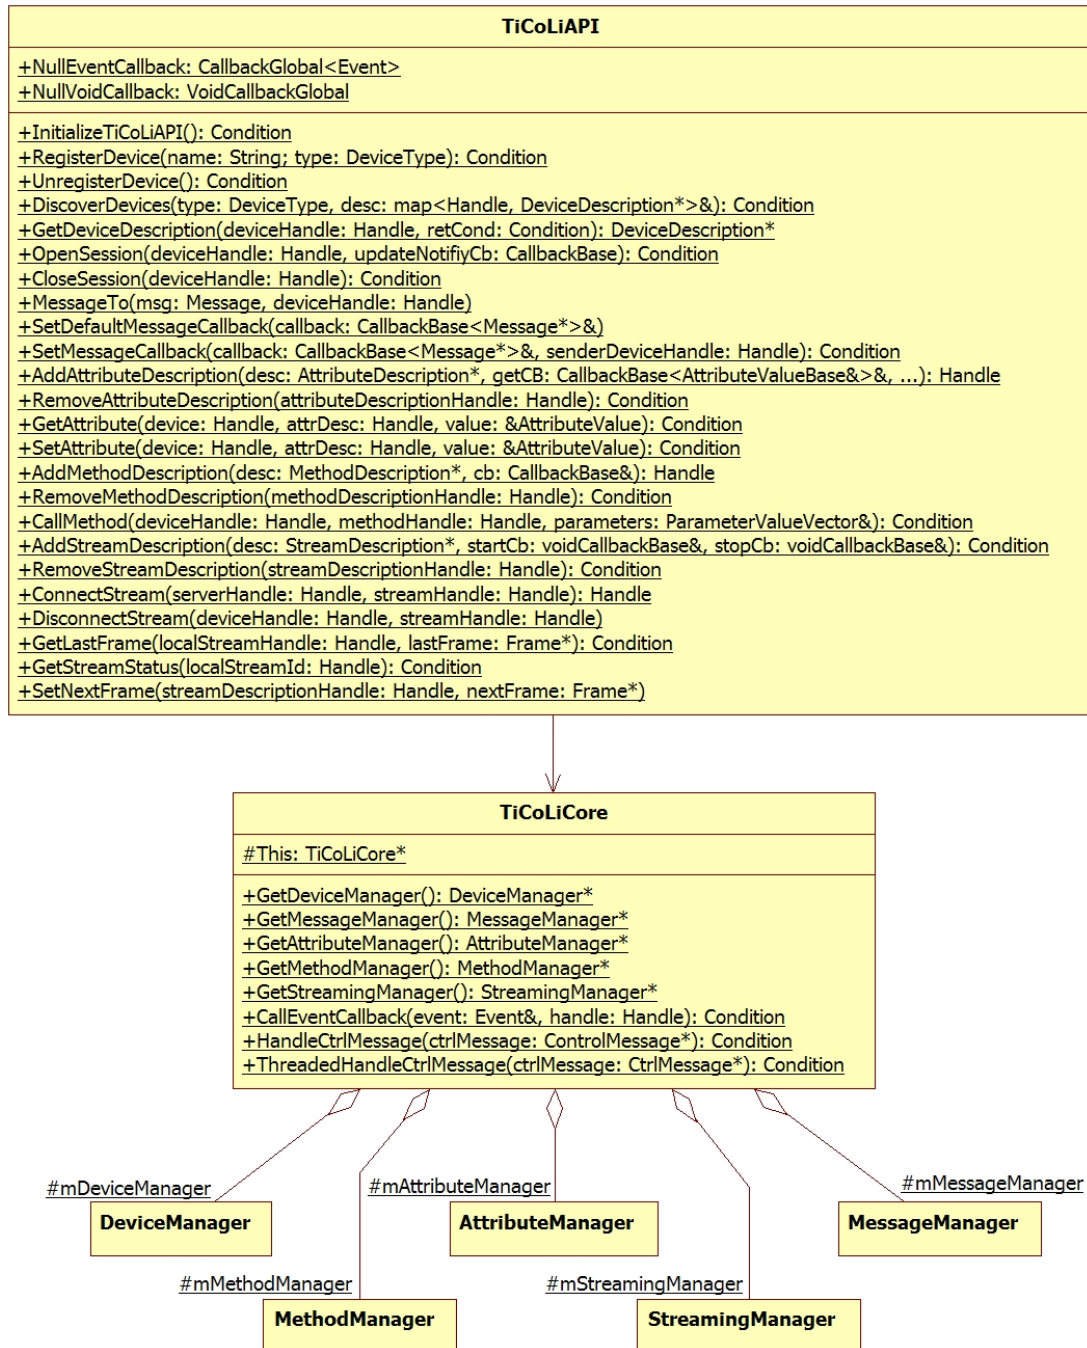 TiCoLiAPI
+NullEventCallback: CallbackGlobal<Event>
+NullVoidCallback: VoidCallbackGlobal
+InitializeTiCoLiAPI(): Condition
+RegisterDevice(name: String; type: DeviceType): Condition
+UnregisterDevice(): Condition
+DiscoverDevices(type: DeviceType, desc: map<Handle, DeviceDescription*>&): Condition
+GetDeviceDescription(deviceHandle: Handle, retCond: Condition): DeviceDescription*
+OpenSession(deviceHandle: Handle, updateNotifiyCb: CallbackBase): Condition
+CloseSession(deviceHandle: Handle): Condition
+MessageTo(msg: Message, deviceHandle: Handle)
+SetDefaultMessageCallback(callback: CallbackBase<Message*>&)
+SetMessageCallback(callback: CallbackBase<Message*>&, senderDeviceHandle: Handle): Condition
+AddAttributeDescription(desc: AttributeDescription*, getCB: CallbackBase<AttributeValueBase&>&, ...): Handle
+RemoveAttributeDescription(attributeDescriptionHandle: Handle): Condition
+GetAttribute(device: Handle, attrDesc: Handle, value: &AttributeValue): Condition
+SetAttribute(device: Handle, attrDesc: Handle, value: &AttributeValue): Condition
+AddMethodDescription(desc: MethodDescription*, cb: CallbackBase&): Handle
+RemoveMethodDescription(methodDescriptionHandle: Handle): Condition
+CallMethod(deviceHandle: Handle, methodHandle: Handle, parameters: ParameterValueVector&): Condition
+AddStreamDescription(desc: StreamDescription*, startCb: voidCallbackBase&, stopCb: voidCallbackBase&): Condition
+RemoveStreamDescription(streamDescriptionHandle: Handle): Condition
+ConnectStream(serverHandle: Handle, streamHandle: Handle): Handle
+DisconnectStream(deviceHandle: Handle, streamHandle: Handle)
+GetLastFrame(localStreamHandle: Handle, lastFrame: Frame*): Condition
+GetStreamStatus(localStreamId: Handle): Condition
+SetNextFrame(streamDescriptionHandle: Handle, nextFrame: Frame*)
TiCoLiCore
#This: TiCoLiCore*
+GetDeviceManager(): DeviceManager*
+GetMessageManager(): MessageManager*
+GetAttributeManager(): AttributeManager*
+GetMethodManager(): MethodManager*
+GetStreamingManager(): StreamingManager*
+CallEventCallback(event: Event&, handle: Handle): Condition
+HandleCtrlMessage(ctrlMessage: ControlMessage*): Condition
+ThreadedHandleCtrlMessage(ctrlMessage: CtrlMessage*): Condition
#mDeviceManager
#mAttributeManager
#mMessageManager
DeviceManager
AttributeManager
MessageManager
#mMethodManager
#mStreamingManager
MethodManager
StreamingManager